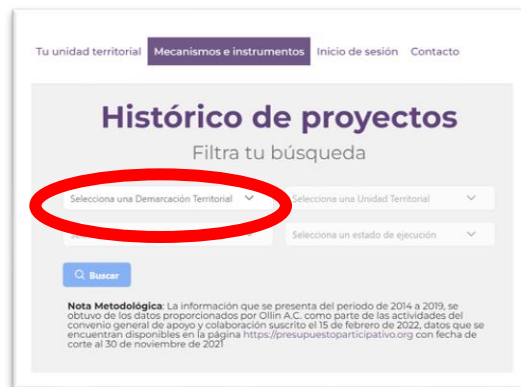 Tu unidad territorial Mecanismos e instrumentos Inicio de sesión Contacto
Histórico de proyectos
Filtra tu búsqueda
Selecciona una Demarcación Territorial Selecciona una Unidad Territorial
Selecciona un estado de ejecución
Buscar
Nota Metodológica: La información que se presenta del periodo de 2014 a 2019, se
obtuvo de los datos proporcionados por Ollin A.C. como parte de las actividades del
convenio general de apoyo y colaboración suscrito el 15 de febrero de 2022, datos que se
encuentran disponibles en la página https://presupuestoparticipativo.org con fecha de
corte al 30 de noviembre de 2021